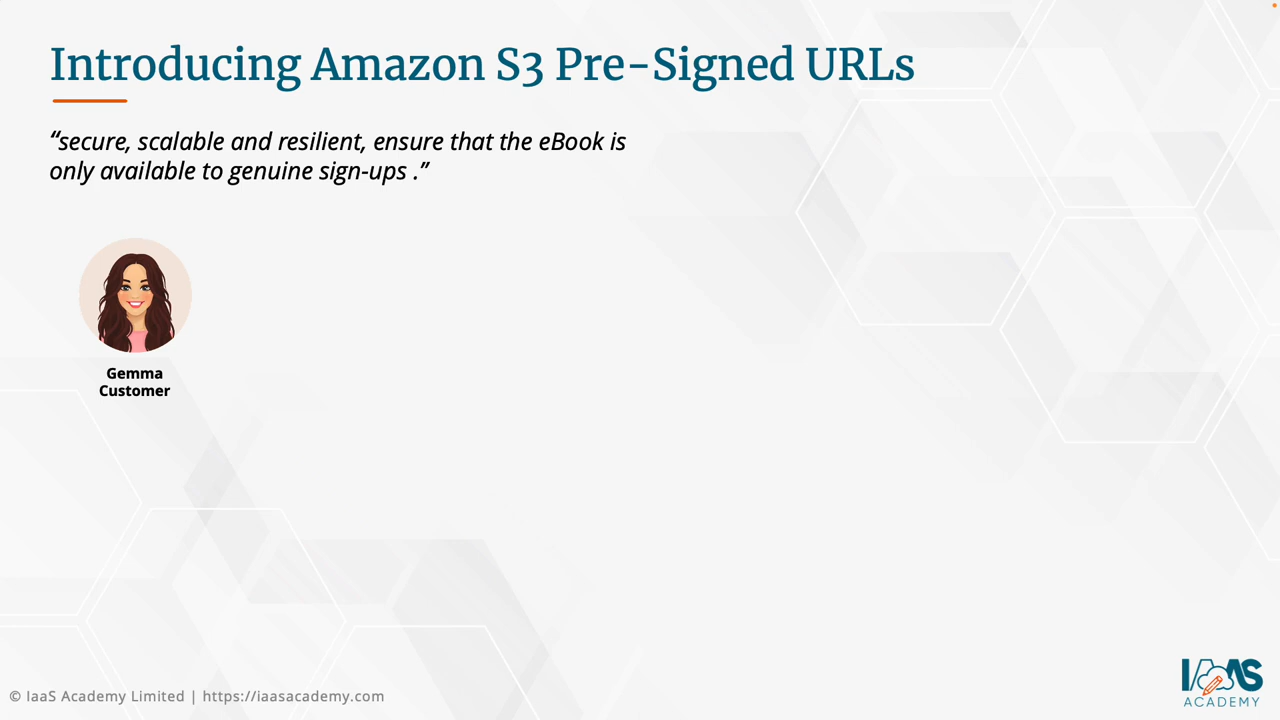 Introducing Amazon S3 Pre-Signed URLs
“secure, scalable and resilient, ensure that the eBook is
only available to genuine sign-ups .”
Gemma
Customer
© IaaS Academy Limited | https://iaasacademy.com
IAAS
ACADEMY